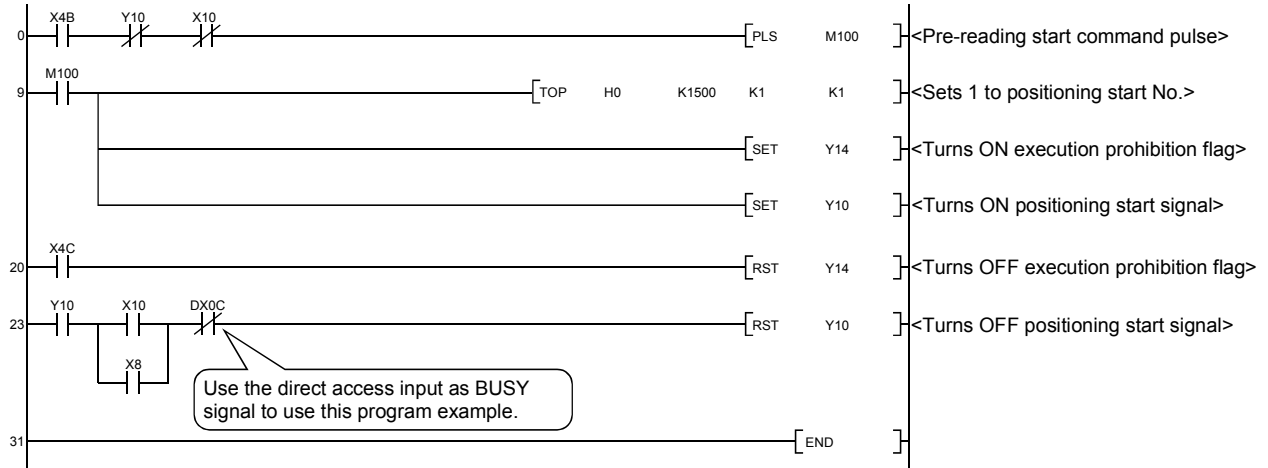 X4B Y10 X10
0 PLS M100 <Pre-reading start command pulse>
M100
9 TOP H0 K1500 K1 K1 <Sets 1 to positioning start No.>
SET Y14 <Turns ON execution prohibition flag>
SET Y10 <Turns ON positioning start signal>
X4C
20 RST Y14 <Turns OFF execution prohibition flag>
Y10 X10 DX0C
23 RST Y10 <Turns OFF positioning start signal>
X8
Use the direct access input as BUSY
signal to use this program example.
31 END